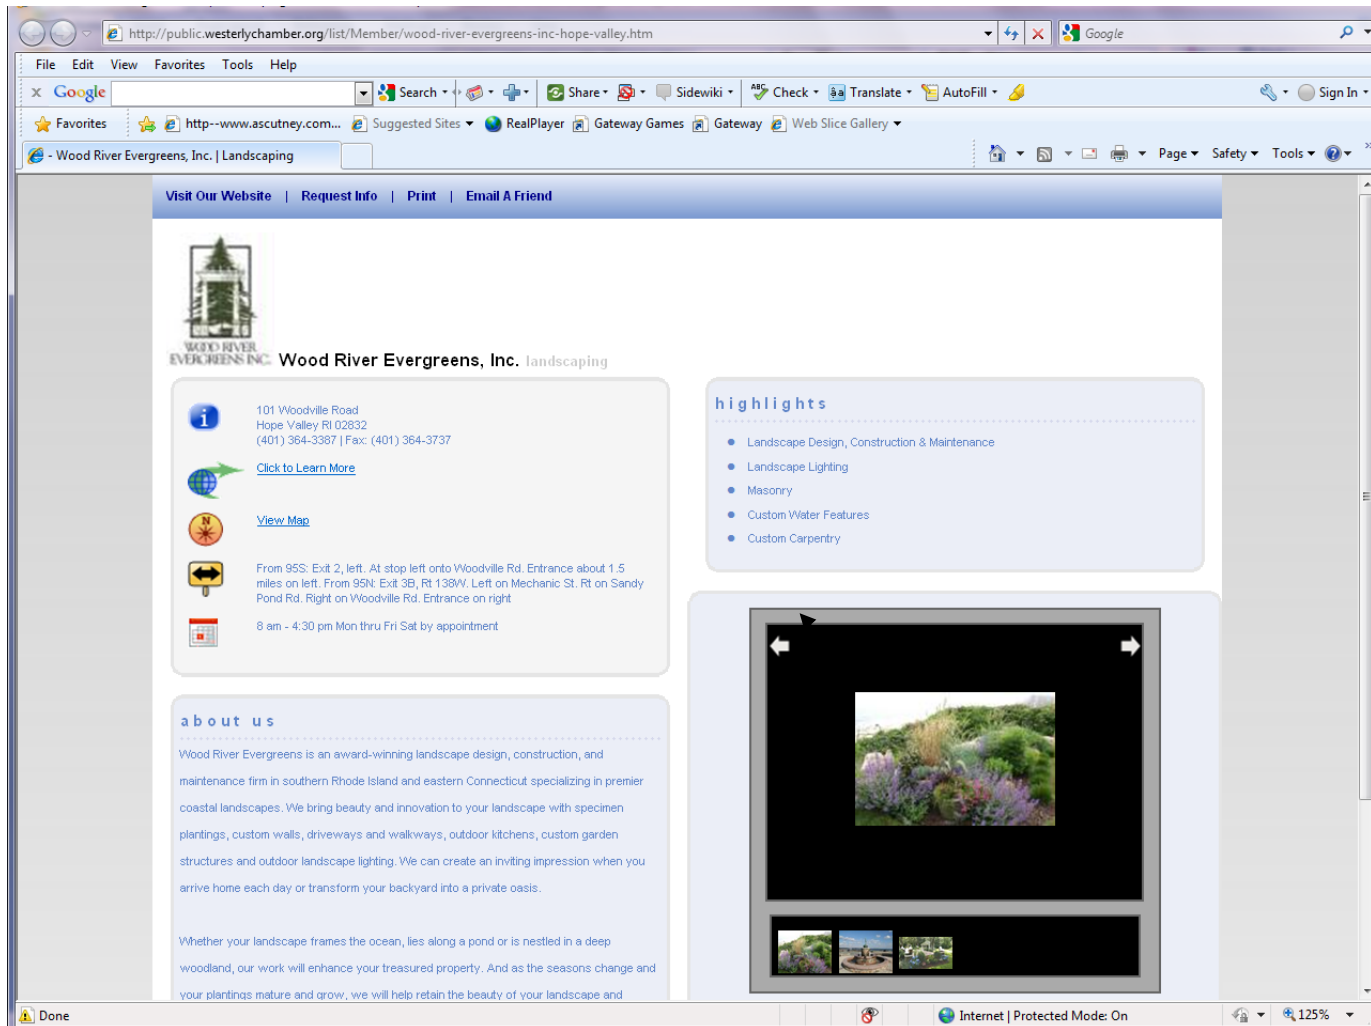 http://public.westerlychamber.org/list/Member/wood-river-evergreens-inc-hope-valley.htm
Google
File Edit View Favorites Tools Help
x Google Search Share Sidewiki Check Translate AutoFill Sign In
Favorites http--www.ascutney.com... Suggested Sites RealPlayer Gateway Games Gateway Web Slice Gallery
- Wood River Evergreens, Inc. | Landscaping
Page Safety Tools
Visit Our Website | Request Info | Print | Email A Friend
WOOD RIVER
EVERGREENS INC.
Wood River Evergreens, Inc. landscaping
101 Woodville Road
Hope Valley RI 02832
(401) 364-3387 | Fax: (401) 364-3737
Click to Learn More
N
View Map
From 95S: Exit 2, left. At stop left onto Woodville Rd. Entrance about 1.5
miles on left. From 95N: Exit 3B, Rt 138W. Left on Mechanic St. Rt on Sandy
Pond Rd. Right on Woodville Rd. Entrance on right
8 am - 4:30 pm Mon thru Fri Sat by appointment
highlights
Landscape Design, Construction & Maintenance
Landscape Lighting
Masonry
Custom Water Features
Custom Carpentry
about us
Wood River Evergreens is an award-winning landscape design, construction, and
maintenance firm in southern Rhode Island and eastern Connecticut specializing in premier
coastal landscapes. We bring beauty and innovation to your landscape with specimen
plantings, custom walls, driveways and walkways, outdoor kitchens, custom garden
structures and outdoor landscape lighting. We can create an inviting impression when you
arrive home each day or transform your backyard into a private oasis.
Whether your landscape frames the ocean, lies along a pond or is nestled in a deep
woodland, our work will enhance your treasured property. And as the seasons change and
your plantings mature and grow, we will help retain the beauty of your landscape and
Done
Internet | Protected Mode: On
125%